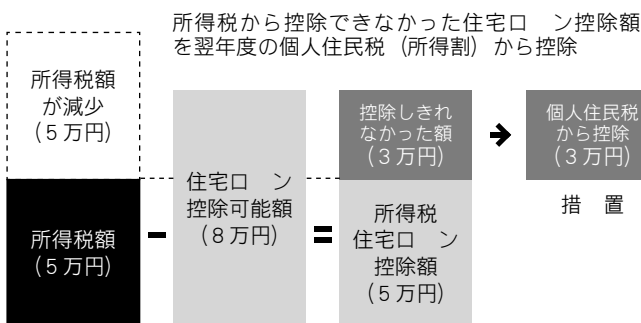 所得税から控除できなかった住宅ロ ン控除額
を翌年度の個人住民税（所得割）から控除
所得税額
が減少
（５万円）
所得税額
（５万円）
住宅ロ ン
控除可能額
（８万円）
控除しきれ
なかった額
（３万円）
所得税
住宅ロ ン
控除額
（５万円）
個人住民税
から控除
（３万円）
措 置